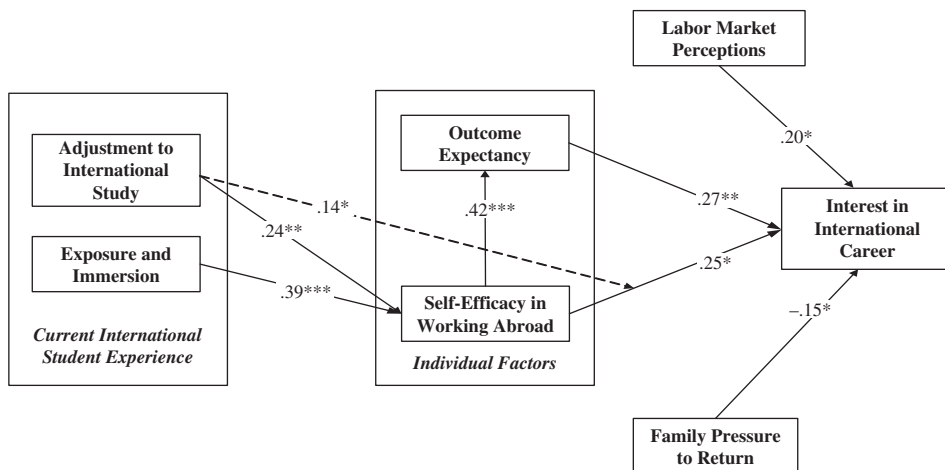 Labor Market
Perceptions
Adjustment to
International
Study
Outcome
Expectancy
.20*
.14*
.42***
.27**
Interest in
International
Career
.24**
Exposure and
Immersion
.25*
.39***
Self-Efficacy in
Working Abroad
–.15*
Current International
Student Experience
Individual Factors
Family Pressure
to Return